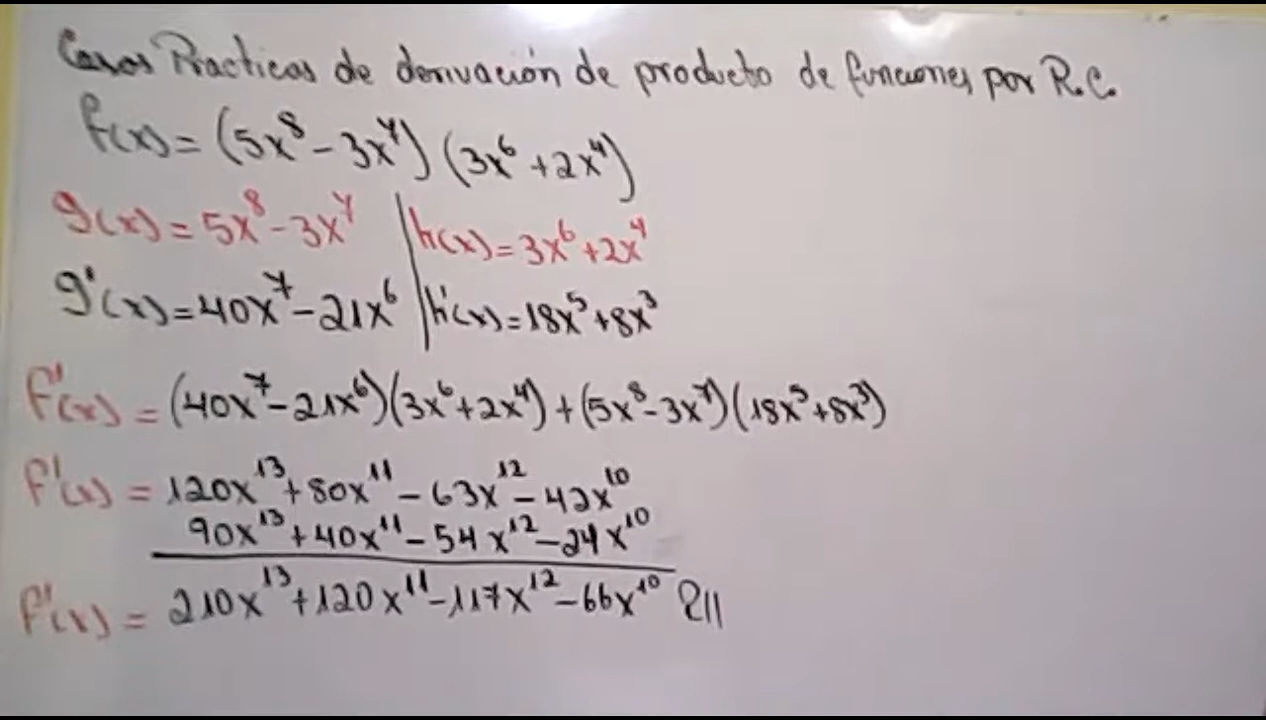 Casos Practicos de derivación de producto de funciones por R.C.
f(x) = (5x⁸ - 3x⁷) (3x⁶ + 2x⁴)
g(x) = 5x⁸ - 3x⁷ | h(x) = 3x⁶ + 2x⁴
g'(x) = 40x⁷ - 21x⁶ | h'(x) = 18x⁵ + 8x³
f'(x) = (40x⁷ - 21x⁶)(3x⁶ + 2x⁴) + (5x⁸ - 3x⁷)(18x⁵ + 8x³)
f'(x) = 120x¹³ + 80x¹¹ - 63x¹² - 42x¹⁰
90x¹³ + 40x¹¹ - 54x¹² - 24x¹⁰
f'(x) = 210x¹³ + 120x¹¹ - 117x¹² - 66x¹⁰ R//